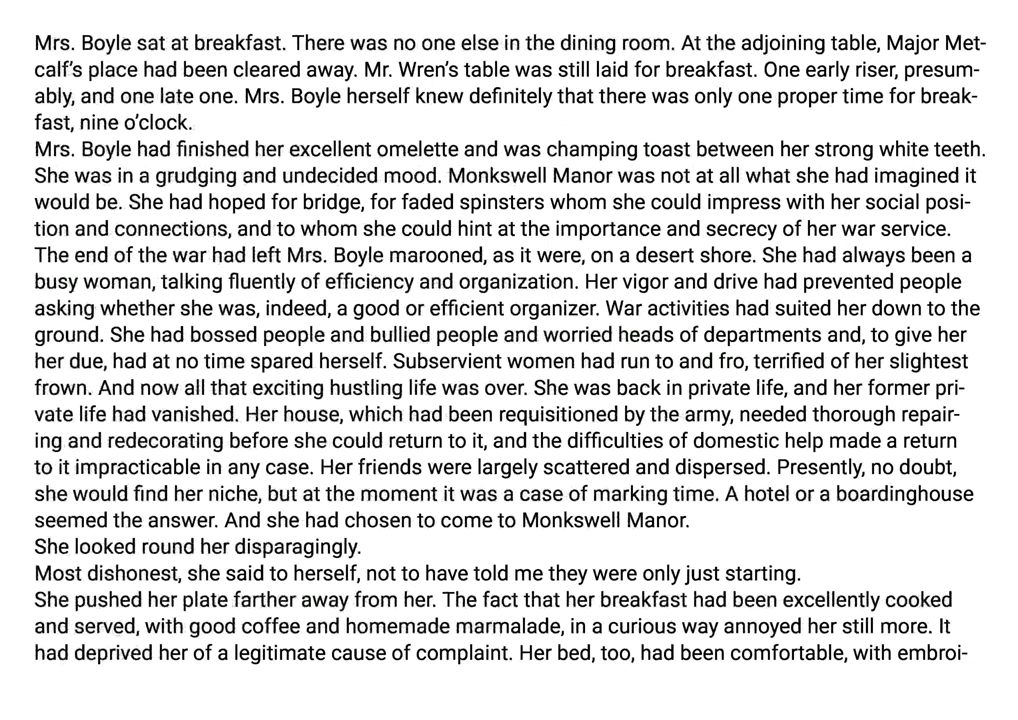 Mrs. Boyle sat at breakfast. There was no one else in the dining room. At the adjoining table, Major Met-
calf's place had been cleared away. Mr. Wren's table was still laid for breakfast. One early riser, presum-
ably, and one late one. Mrs. Boyle herself knew definitely that there was only one proper time for break-
fast, nine o'clock.
Mrs. Boyle had finished her excellent omelette and was champing toast between her strong white teeth.
She was in a grudging and undecided mood. Monkswell Manor was not at all what she had imagined it
would be. She had hoped for bridge, for faded spinsters whom she could impress with her social posi-
tion and connections, and to whom she could hint at the importance and secrecy of her war service.
The end of the war had left Mrs. Boyle marooned, as it were, on a desert shore. She had always been a
busy woman, talking fluently of efficiency and organization. Her vigor and drive had prevented people
asking whether she was, indeed, a good or efficient organizer. War activities had suited her down to the
ground. She had bossed people and bullied people and worried heads of departments and, to give her
her due, had at no time spared herself. Subservient women had run to and fro, terrified of her slightest
frown. And now all that exciting hustling life was over. She was back in private life, and her former pri-
vate life had vanished. Her house, which had been requisitioned by the army, needed thorough repair-
ing and redecorating before she could return to it, and the difficulties of domestic help made a return
to it impracticable in any case. Her friends were largely scattered and dispersed. Presently, no doubt,
she would find her niche, but at the moment it was a case of marking time. A hotel or a boardinghouse
seemed the answer. And she had chosen to come to Monkswell Manor.
She looked round her disparagingly.
Most dishonest, she said to herself, not to have told me they were only just starting.
She pushed her plate farther away from her. The fact that her breakfast had been excellently cooked
and served, with good coffee and homemade marmalade, in a curious way annoyed her still more. It
had deprived her of a legitimate cause of complaint. Her bed, too, had been comfortable, with embroi-